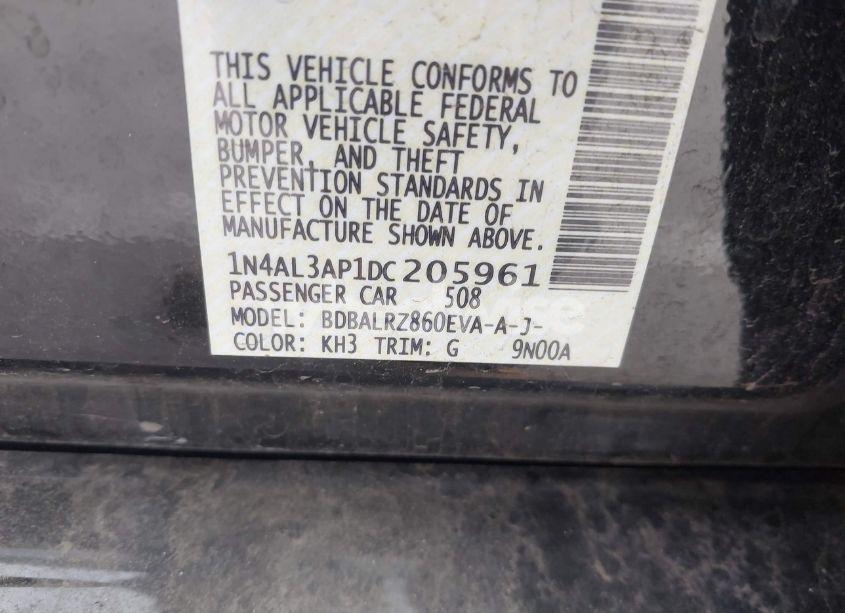 THIS VEHICLE CONFORMS TO
ALL APPLICABLE FEDERAL
MOTOR VEHICLE SAFETY,
BUMPER, AND THEFT
PREVENTION STANDARDS IN
EFFECT ON THE DATE OF
MANUFACTURE SHOWN ABOVE.
1N4AL3AP1DC205961
PASSENGER CAR 508
MODEL: BDBALRZ860EVA-A-J-
COLOR: KH3 TRIM: G 9N00A